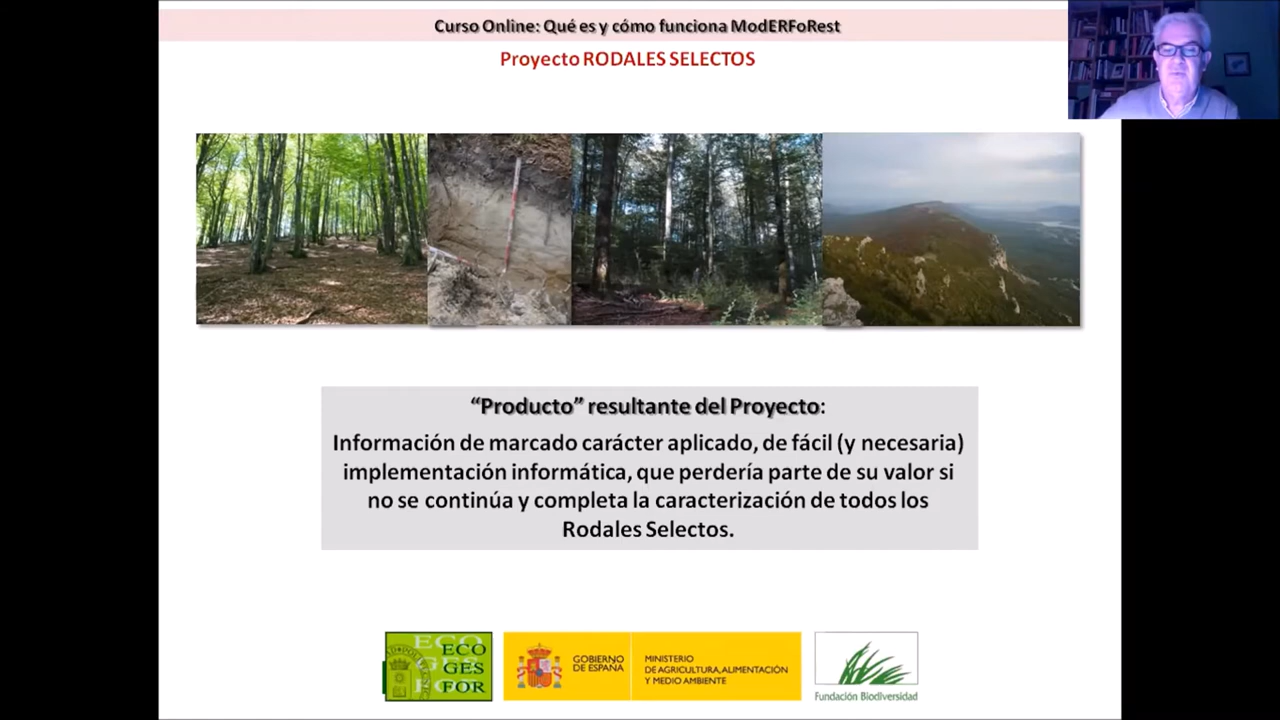 Curso Online: Qué es y cómo funciona ModERFoRest
Proyecto RODALES SELECTOS
“Producto” resultante del Proyecto:
Información de marcado carácter aplicado, de fácil (y necesaria)
implementación informática, que perdería parte de su valor si
no se continúa y completa la caracterización de todos los
Rodales Selectos.
ECO
GES
FOR
GOBIERNO
DE ESPAÑA
MINISTERIO
DE AGRICULTURA, ALIMENTACIÓN
Y MEDIO AMBIENTE
Fundación Biodiversidad